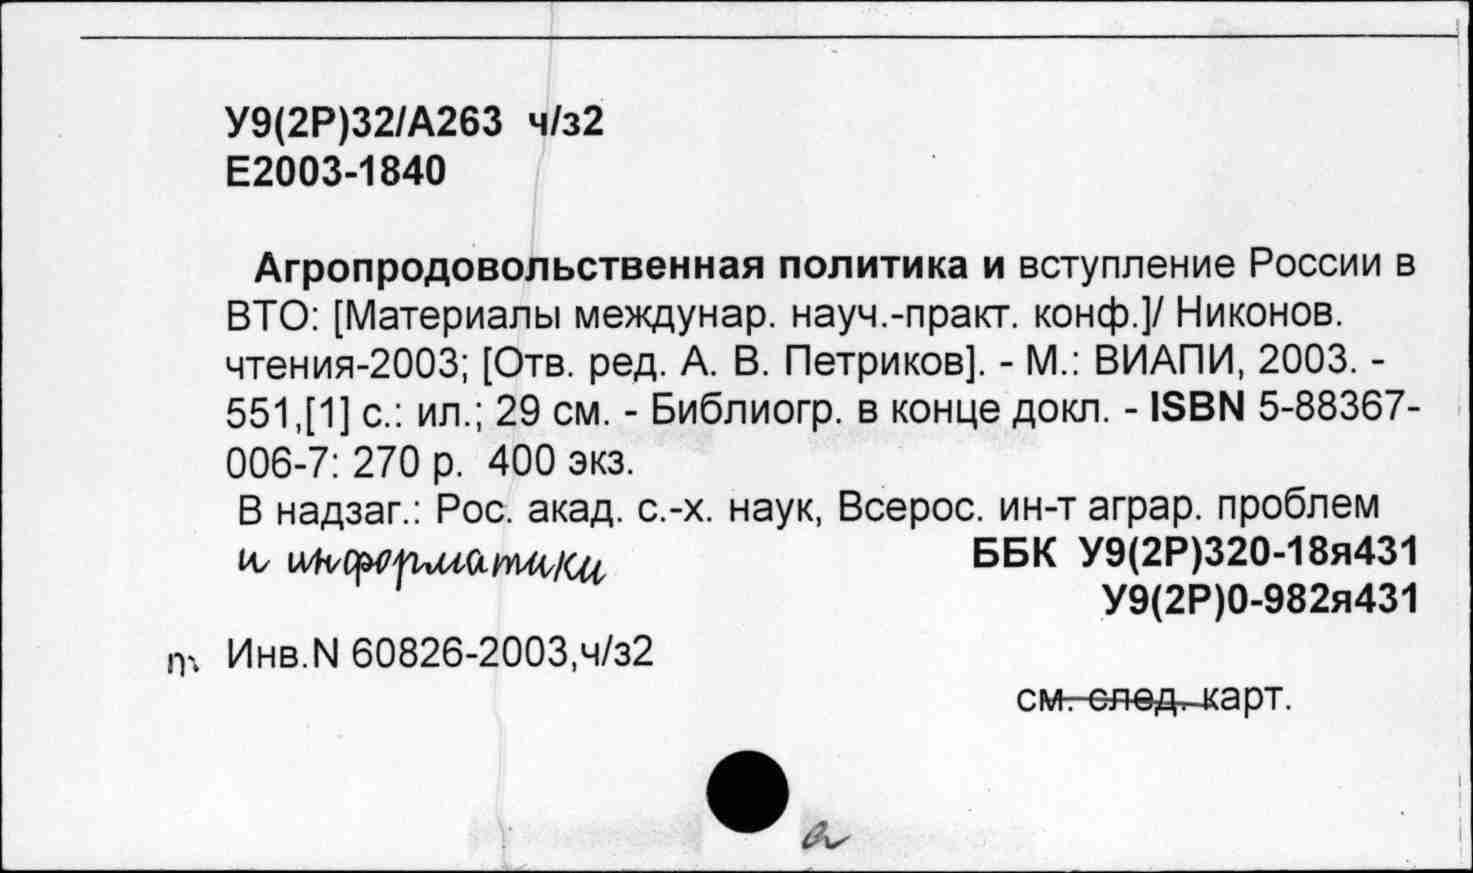 У9(2Р)32/А263 ч/з2
Е2003-1840
Агропродовольственная политика и вступление России в
ВТО: [Материалы междунар. науч.-практ. конф.]/ Никонов.
чтения-2003; [Отв. ред. А. В. Петриков]. - М.: ВИАПИ, 2003. -
551,[1] с.: ил.; 29 см. - Библиогр. в конце докл. - ISBN 5-88367-
006-7: 270 р. 400 экз.
В надзаг.: Рос. акад. с.-х. наук, Всерос. ин-т аграр. проблем
и информатики
ББК У9(2Р)320-18я431
У9(2Р)0-982я431
Инв.N 60826-2003,ч/з2
см. след. карт.